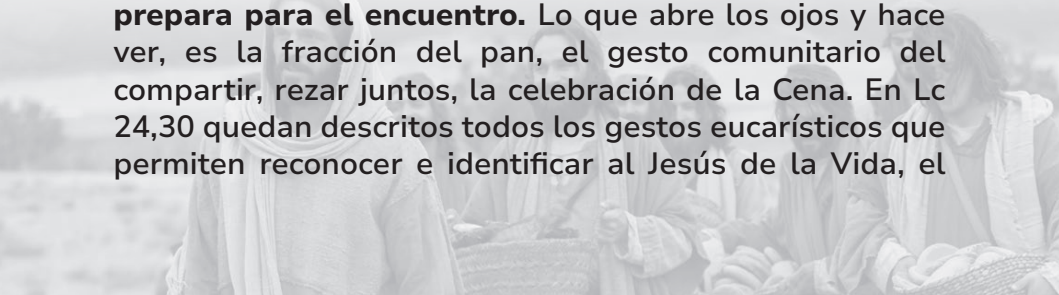 prepara para el encuentro. Lo que abre los ojos y hace
ver, es la fracción del pan, el gesto comunitario del
compartir, rezar juntos, la celebración de la Cena. En Lc
24,30 quedan descritos todos los gestos eucarísticos que
permiten reconocer e identificar al Jesús de la Vida, el